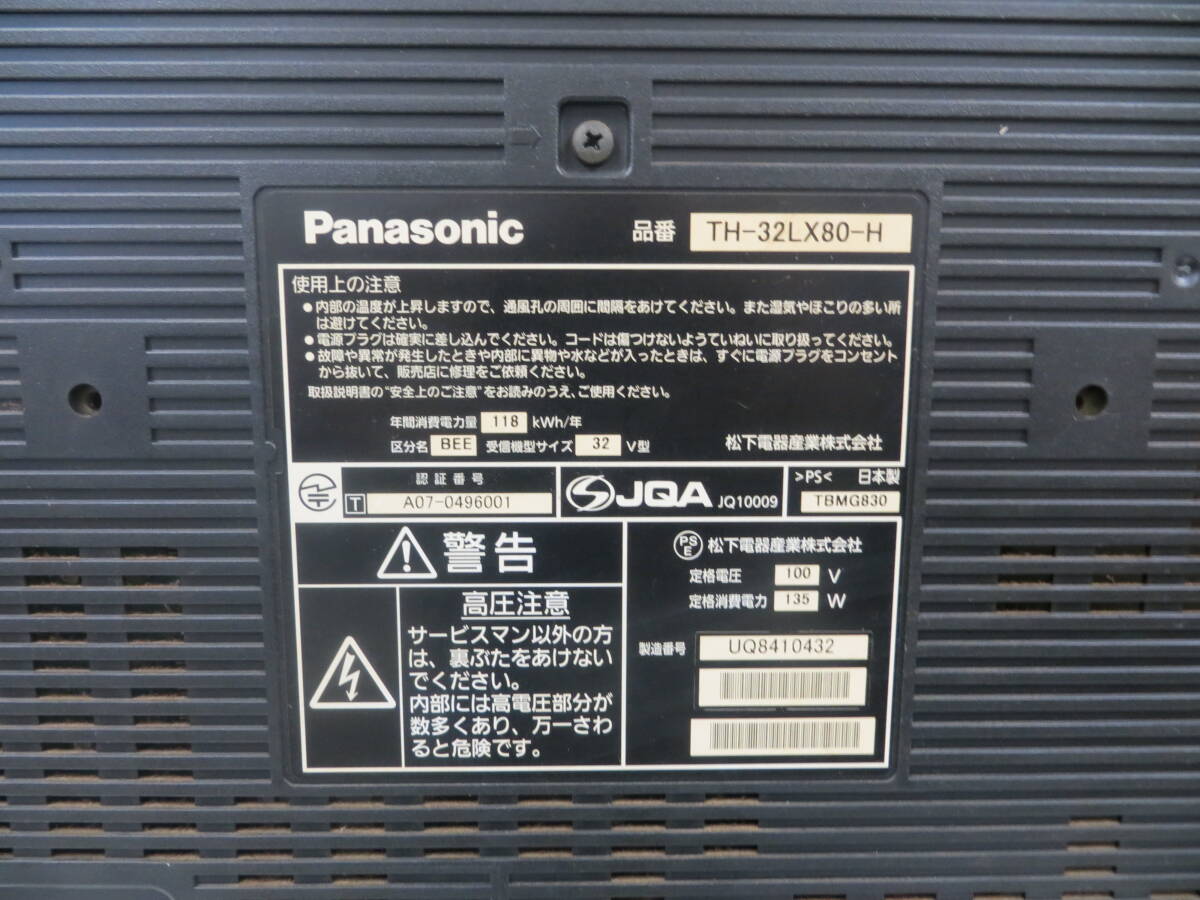 Panasonic 品番 TH-32LX80-H
使用上の注意
●内部の温度が上昇しますので、通風孔の周囲に間隔をあけてください。また湿気やほこりの多い所
は避けてください。
●電源プラグは確実に差し込んでください。コードは傷つけないようていねいに取り扱ってください。
●故障や異常が発生したときや内部に異物や水などが入ったときは、すぐに電源プラグをコンセント
から抜いて、販売店に修理をご依頼ください。
取扱説明書の“安全上のご注意”をお読みのうえ、ご使用ください。
年間消費電力量 118 kWh/年
区分名 BEE 受信機型サイズ 32 V型 松下電器産業株式会社
認証番号
T A07-0496001
JQA JQ10009
>PS< 日本製
TBMG830
警告
高圧注意
サービスマン以外の方
は、裏ぶたをあけない
でください。
内部には高電圧部分が
数多くあり、万一さわ
ると危険です。
PSE 松下電器産業株式会社
定格電圧 100 V
定格消費電力 135 W
製造番号 UQ8410432